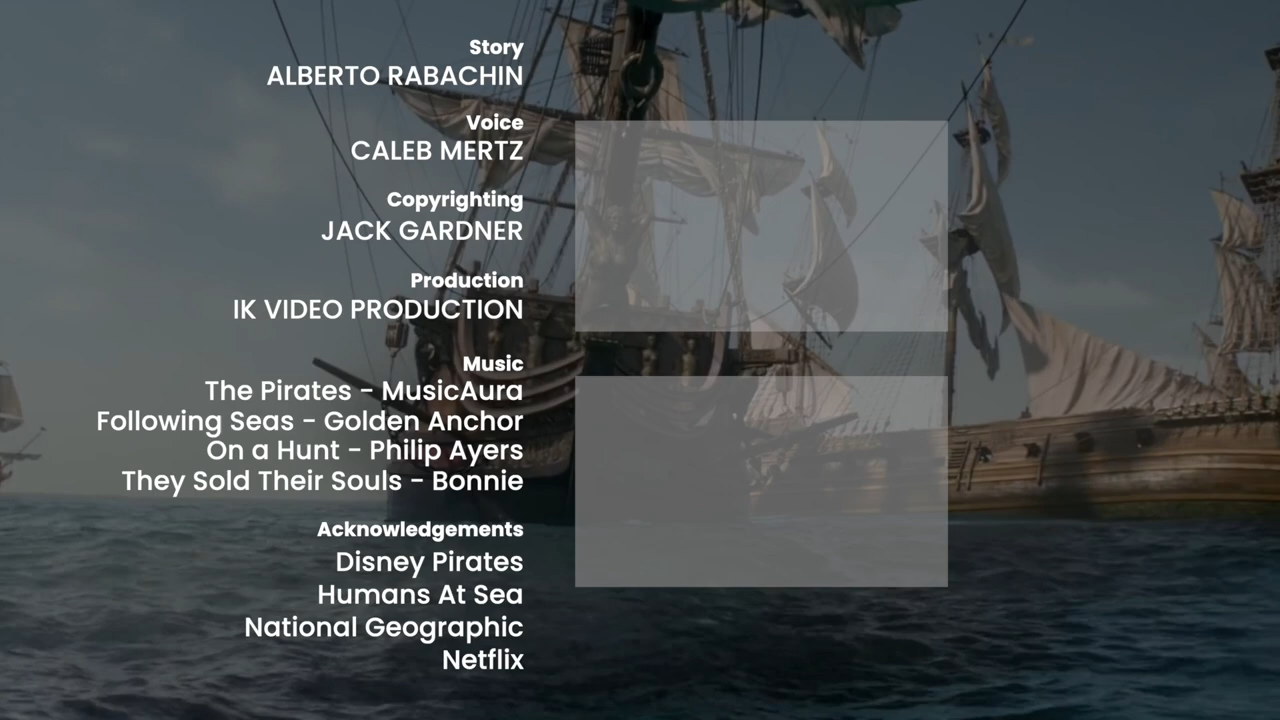 Story
ALBERTO RABACHIN
Voice
CALEB MERTZ
Copyrighting
JACK GARDNER
Production
IK VIDEO PRODUCTION
Music
The Pirates - MusicAura
Following Seas - Golden Anchor
On a Hunt - Philip Ayers
They Sold Their Souls - Bonnie
Acknowledgements
Disney Pirates
Humans At Sea
National Geographic
Netflix